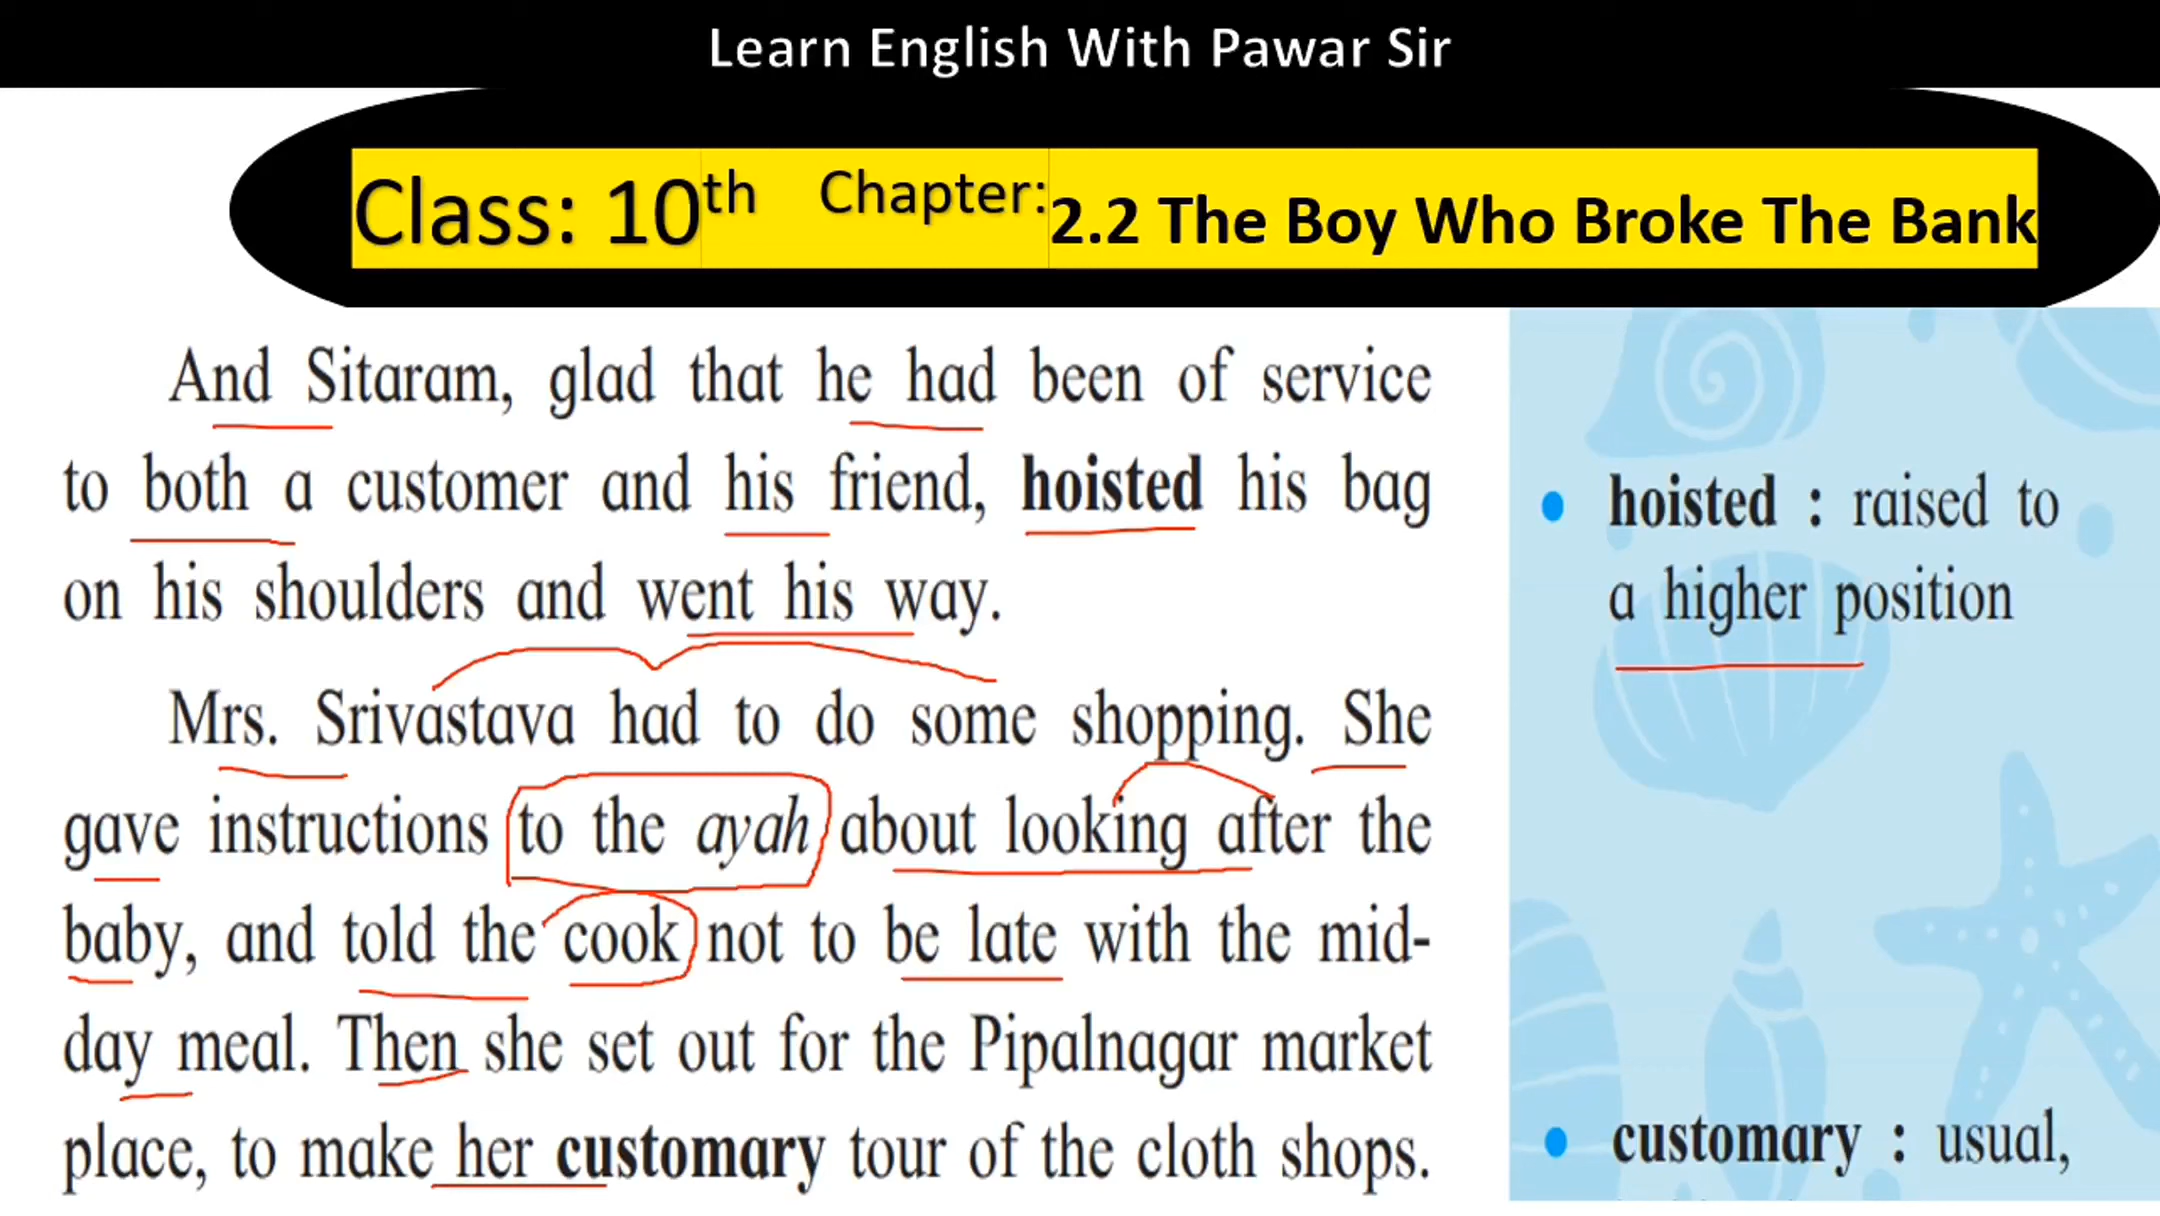 Learn English With Pawar Sir
Class: 10th Chapter: 2.2 The Boy Who Broke The Bank
And Sitaram, glad that he had been of service
to both a customer and his friend, hoisted his bag
on his shoulders and went his way.
Mrs. Srivastava had to do some shopping. She
gave instructions to the ayah about looking after the
baby, and told the cook not to be late with the mid-
day meal. Then she set out for the Pipalnagar market
place, to make her customary tour of the cloth shops.
• hoisted : raised to
a higher position
• customary : usual,